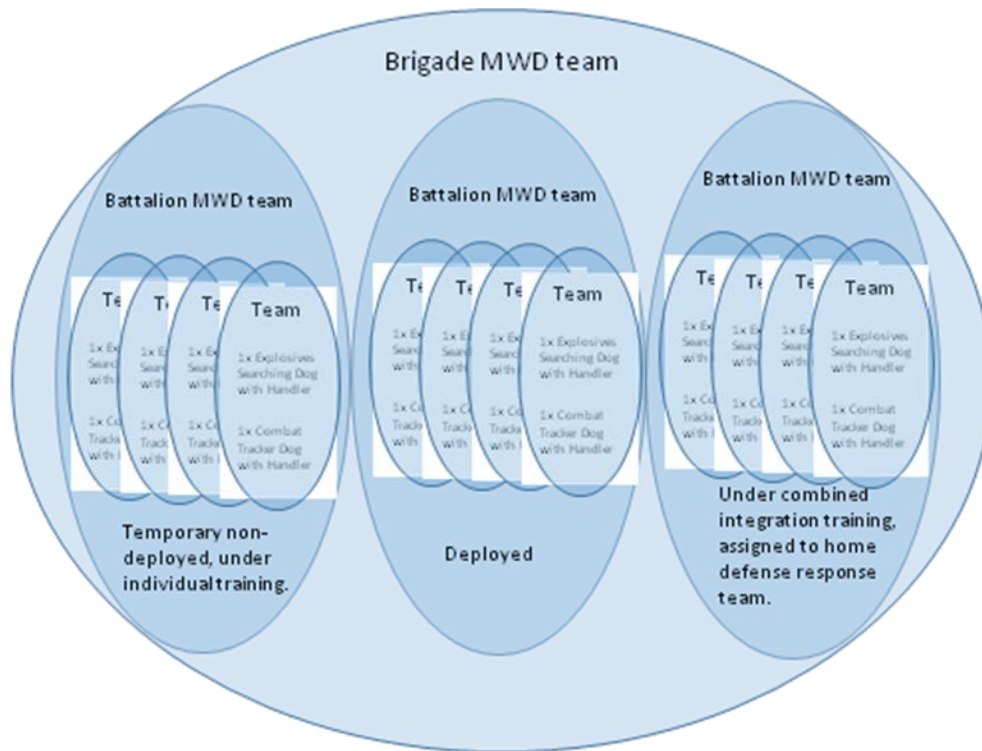 Brigade MWD team
Battalion MWD team
Team
1x Explosives
Searching Dog
with Handler
1x Combat
Tracker Dog
with Handler
Temporary non-
deployed, under
individual training.
Battalion MWD team
Team
1x Explosives
Searching Dog
with Handler
1x Combat
Tracker Dog
with Handler
Deployed
Battalion MWD team
Team
1x Explosives
Searching Dog
with Handler
1x Combat
Tracker Dog
with Handler
Under combined
integration training,
assigned to home
defense response
team.